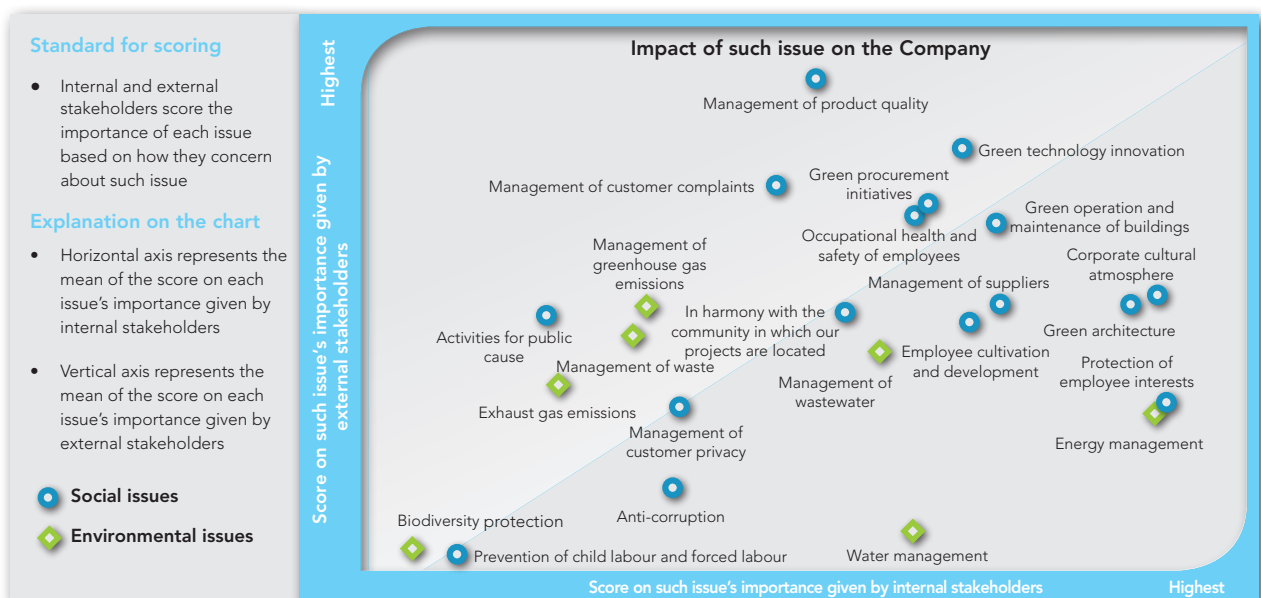 Standard for scoring
● Internal and external
stakeholders score the
importance of each issue
based on how they concern
about such issue
Explanation on the chart
• Horizontal axis represents the
mean of the score on each
issue's importance given by
internal stakeholders
• Vertical axis represents the
mean of the score on each
issue's importance given by
external stakeholders
Social issues
Environmental issues
Highest
Score on such issue's importance given by
external stakeholders
Impact of such issue on the Company
Management of product quality
Green technology innovation
Green procurement
initiatives
Management of customer complaints
Green operation and
maintenance of buildings
Occupational health and
safety of employees
Management of
greenhouse gas
emissions
Corporate cultural
atmosphere
Management of suppliers
In harmony with the
community in which our
projects are located
Activities for public
cause
Green architecture
Management of waste
Employee cultivation
and development
Protection of
employee interests
Management of
wastewater
Exhaust gas emissions
Management of
customer privacy
Energy management
Anti-corruption
Biodiversity protection
Prevention of child labour and forced labour
Water management
Score on such issue's importance given by internal stakeholders
Highest